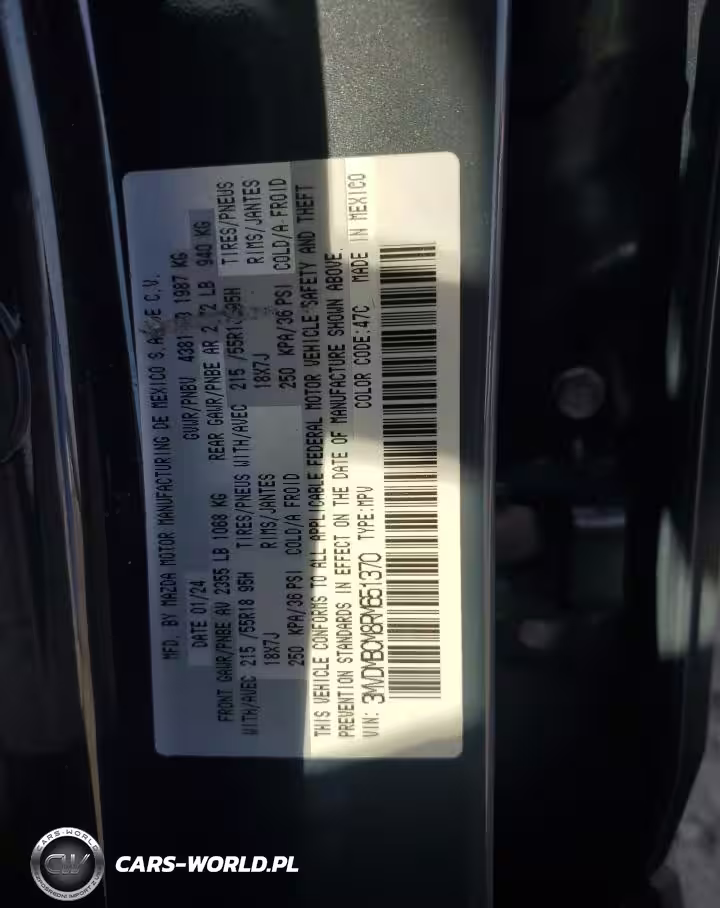 MFD. BY MAZDA MOTOR MANUFACTURING DE MEXICO S.A. DE C.V.
DATE 01/24 GVWR/PNBV 4381 1987 KG
FRONT GAWR/PNBE AV 2355 LB 1068 KG REAR GAWR/PNBE AR LB 940 KG
WITH/AVEC 215 /55R18 95H TIRES/PNEUS WITH/AVEC 215 95H TIRES/PNEUS
18X7J RIMS/JANTES 18X7J RIMS/JANTES
250 KPA/36 PSI COLD/A FROID 250 KPA/36 PSI COLD/A FROID
THIS VEHICLE CONFORMS TO ALL APPLICABLE FEDERAL MOTOR VEHICLE SAFETY AND THEFT
PREVENTION STANDARDS IN EFFECT ON THE DATE OF MANUFACTURE SHOWN ABOVE.
VIN: 3MVDMBCM8RM651370 TYPE:MPV COLOR CODE:47C MADE IN MEXICO
CARS-WORLD
CW
CARS-WORLD.PL